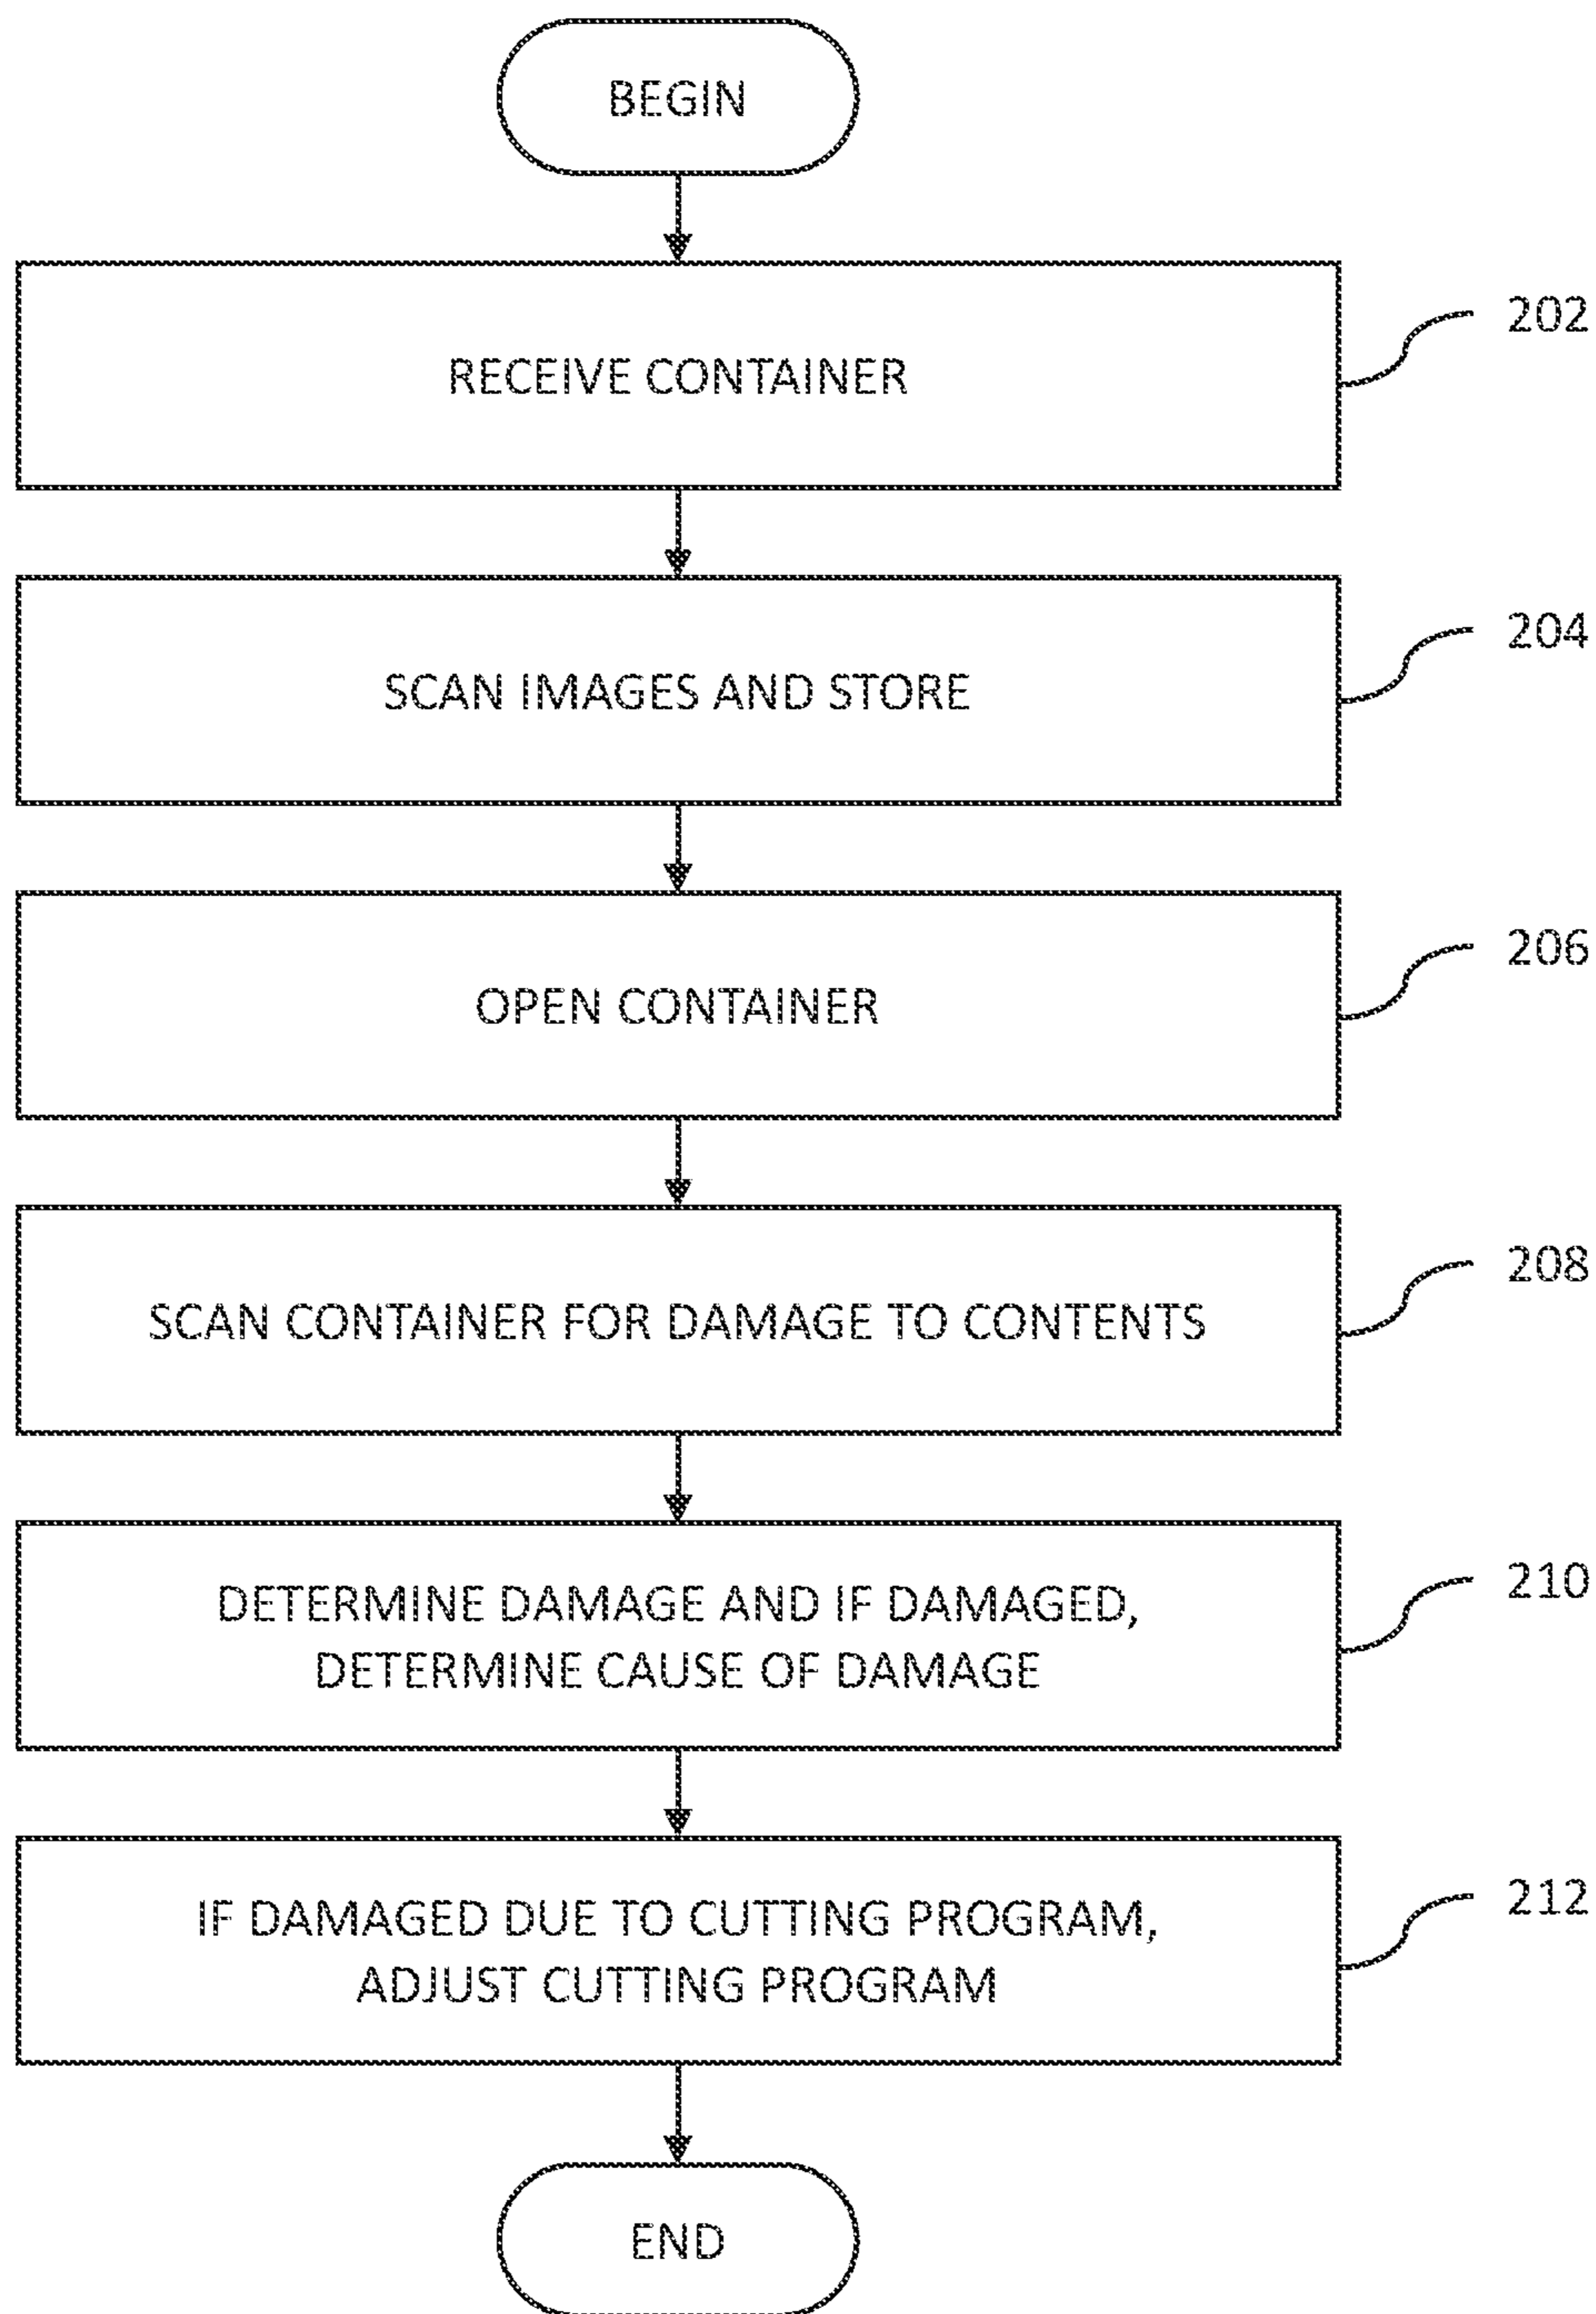 BEGIN
RECEIVE CONTAINER
202
SCAN IMAGES AND STORE
204
OPEN CONTAINER
206
SCAN CONTAINER FOR DAMAGE TO CONTENTS
208
DETERMINE DAMAGE AND IF DAMAGED,
DETERMINE CAUSE OF DAMAGE
210
IF DAMAGED DUE TO CUTTING PROGRAM,
ADJUST CUTTING PROGRAM
212
END